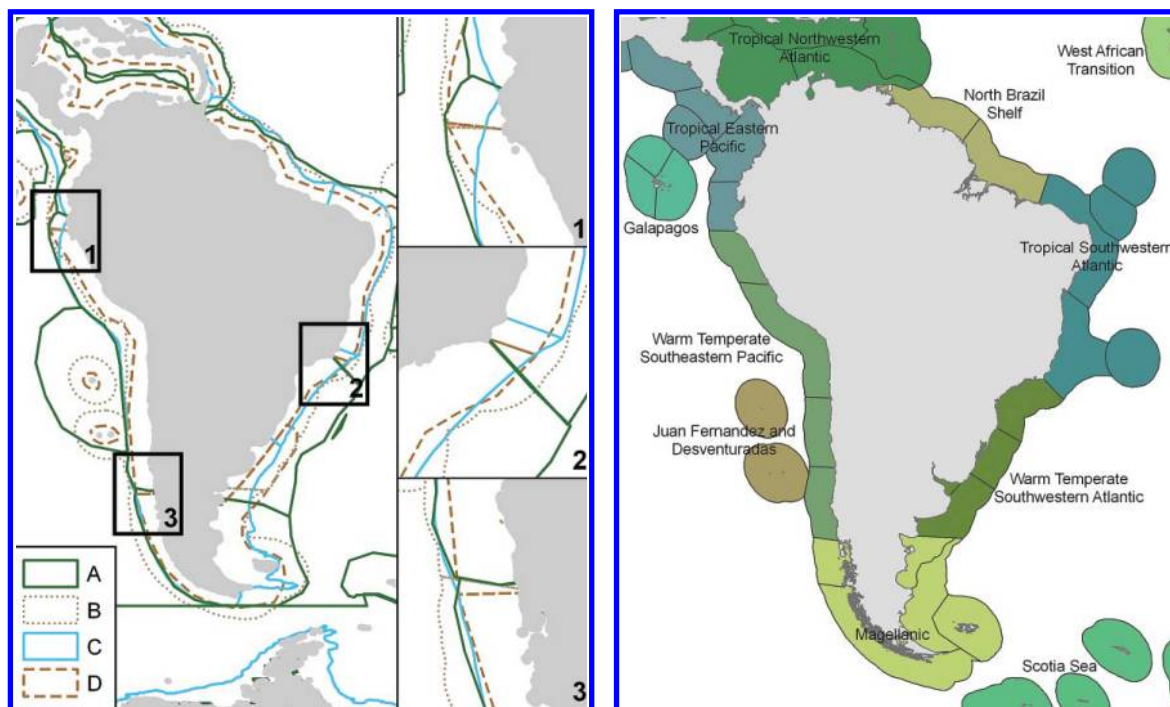 1
2
3
1
2
3
A
B
C
D
Tropical Northwestern
Atlantic
West African
Transition
North Brazil
Shelf
Tropical Eastern
Pacific
Galapagos
Tropical Southwestern
Atlantic
Warm Temperate
Southeastern Pacific
Juan Fernandez and
Desventuradas
Warm Temperate
Southwestern Atlantic
Magellenic
Scotia Sea